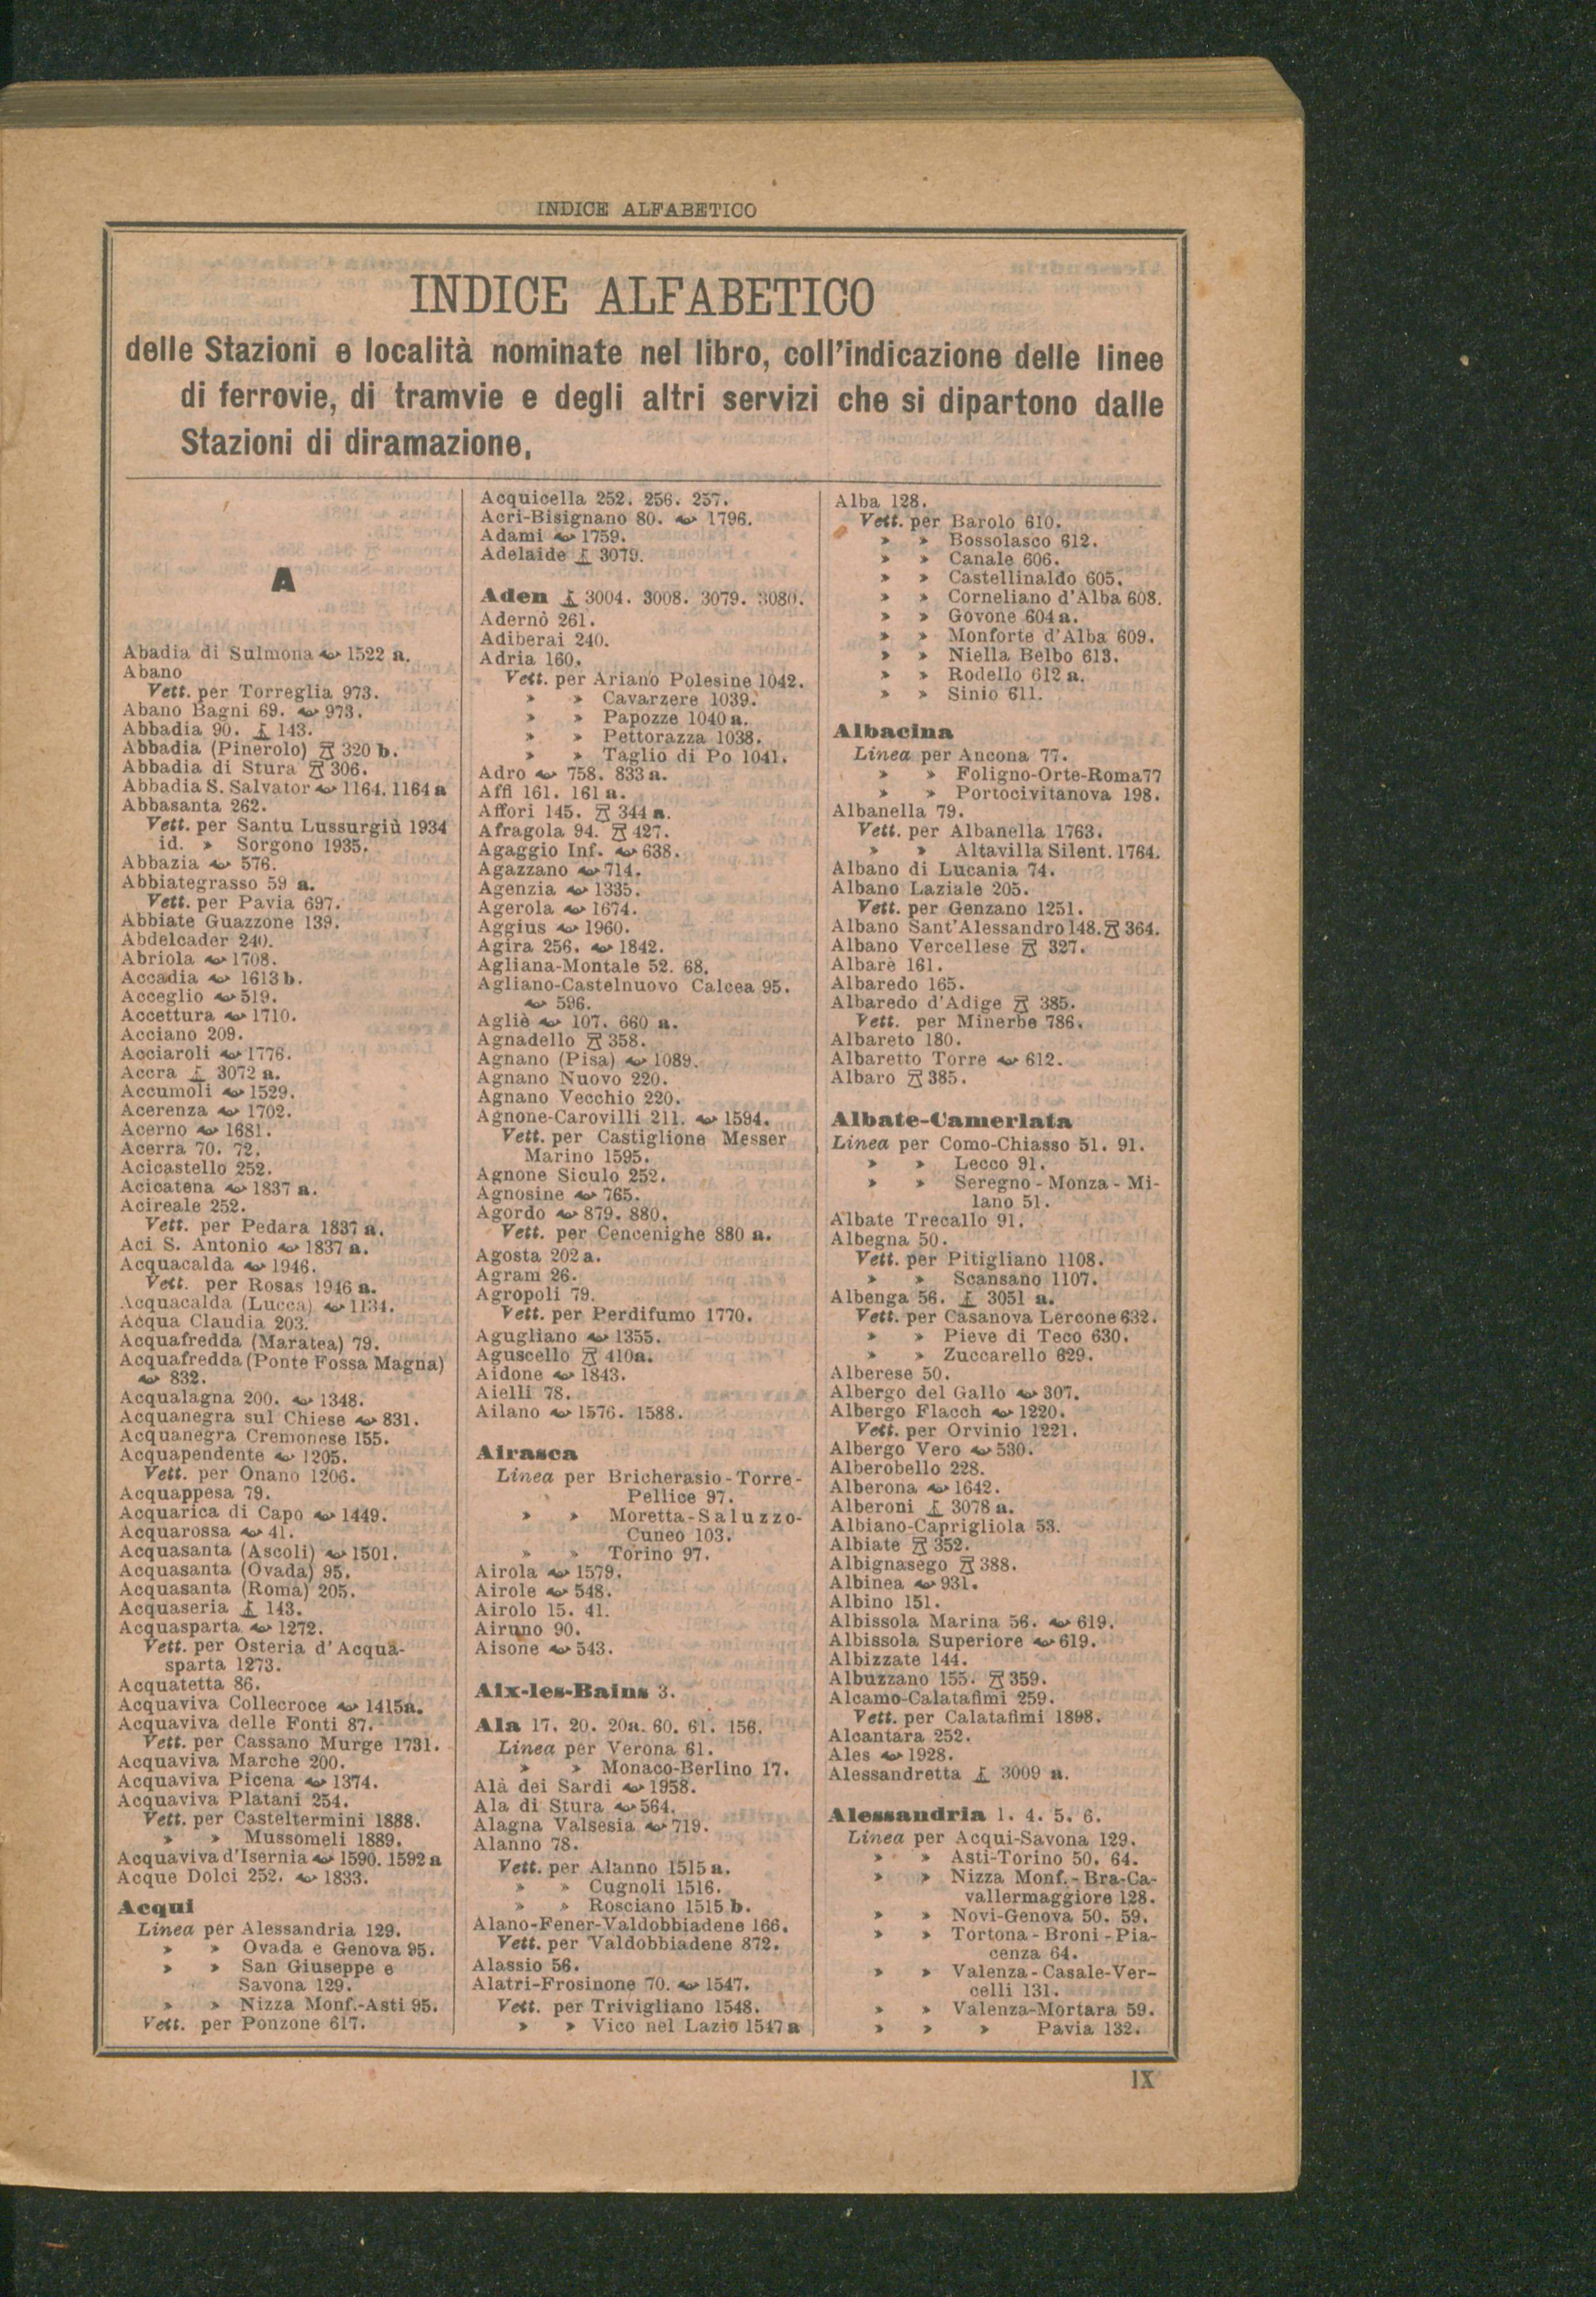 INDICE ALFABETICO
INDICE ALFABETICO
delle Stazioni e località nominate nel libro, coll'indicazione delle linee
di ferrovie, di tramvie e degli altri servizi che si dipartono dalle
Stazioni di diramazione,
A
Abadia di Sulmona 1522 a.
Abano
Vett. per Torreglia 973.
Abano Bagni 69. 973.
Abbadia 90. 143.
Abbadia (Pinerolo) 320 b.
Abbadia di Stura 306.
Abbadia S. Salvator 1164. 1164 a
Abbasanta 262.
Vett. per Santu Lussurgiù 1934
id. » Sorgono 1935.
Abbazia 576.
Abbiategrasso 59 a.
Vett. per Pavia 697.
Abbiate Guazzone 139.
Abdelcader 240.
Abriola 1708.
Accadia 1613 b.
Acceglio 519.
Accettura 1710.
Acciano 209.
Acciaroli 1776.
Accra 3072 a.
Accumoli 1529.
Acerenza 1702.
Acerno 1681.
Acerra 70. 72.
Acicastello 252.
Acicatena 1837 a.
Acireale 252.
Vett. per Pedara 1837 a.
Aci S. Antonio 1837 a.
Acquacalda 1946.
Vett. per Rosas 1946 a.
Acquacalda (Lucca) 1134.
Acqua Claudia 203.
Acquafredda (Maratea) 79.
Acquafredda (Ponte Fossa Magna)
832.
Acqualagna 200. 1348.
Acquanegra sul Chiese 831.
Acquanegra Cremonese 155.
Acquapendente 1205.
Vett. per Onano 1206.
Acquappesa 79.
Acquarica di Capo 1449.
Acquarossa 41.
Acquasanta (Ascoli) 1501.
Acquasanta (Ovada) 95.
Acquasanta (Roma) 205.
Acquaseria 143.
Acquasparta 1272.
Vett. per Osteria d'Acqua-
sparta 1273.
Acquatetta 86.
Acquaviva Collecroce 1415a.
Acquaviva delle Fonti 87.
Vett. per Cassano Murge 1731.
Acquaviva Marche 200.
Acquaviva Picena 1374.
Acquaviva Platani 254.
Vett. per Casteltermini 1888.
» » Mussomeli 1889.
Acquaviva d'Isernia 1590. 1592 a
Acque Dolci 252. 1833.
Acqui
Linea per Alessandria 129.
» » Ovada e Genova 95.
» » San Giuseppe e
Savona 129.
» » Nizza Monf.-Asti 95.
Vett. per Ponzone 617.
Acquicella 252. 256. 257.
Acri-Bisignano 80. 1796.
Adami 1759.
Adelaide 3079.
Aden 3004. 3008. 3079. 3080.
Adernò 261.
Adiberai 240.
Adria 160.
Vett. per Ariano Polesine 1042.
» » Cavarzere 1039.
» » Papozze 1040 a.
» » Pettorazza 1038.
» » Taglio di Po 1041.
Adro 758. 833 a.
Affi 161. 161 a.
Affori 145. 344 a.
Afragola 94. 427.
Agaggio Inf. 638.
Agazzano 714.
Agenzia 1335.
Agerola 1674.
Aggius 1960.
Agira 256. 1842.
Agliana-Montale 52. 68.
Agliano-Castelnuovo Calcea 95.
596.
Agliè 107. 660 a.
Agnadello 358.
Agnano (Pisa) 1089.
Agnano Nuovo 220.
Agnano Vecchio 220.
Agnone-Carovilli 211. 1594.
Vett. per Castiglione Messer
Marino 1595.
Agnone Siculo 252.
Agnosine 765.
Agordo 879. 880.
Vett. per Cencenighe 880 a.
Agosta 202 a.
Agram 26.
Agropoli 79.
Vett. per Perdifumo 1770.
Agugliano 1355.
Aguscello 410a.
Aidone 1843.
Aielli 78.
Ailano 1576. 1588.
Airasca
Linea per Bricherasio-Torre-
Pellice 97.
» » Moretta-Saluzzo-
Cuneo 103.
» » Torino 97.
Airola 1579.
Airole 548.
Airolo 15. 41.
Airuno 90.
Aisone 543.
Aix-les-Bains 3.
Ala 17. 20. 20a. 60. 61. 156.
Linea per Verona 61.
» » Monaco-Berlino 17.
Alà dei Sardi 1958.
Ala di Stura 564.
Alagna Valsesia 719.
Alanno 78.
Vett. per Alanno 1515 a.
» » Cugnoli 1516.
» » Rosciano 1515 b.
Alano-Fener-Valdobbiadene 166.
Vett. per Valdobbiadene 872.
Alassio 56.
Alatri-Frosinone 70. 1547.
Vett. per Trivigliano 1548.
» » Vico nel Lazio 1547 a
Alba 128.
Vett. per Barolo 610.
» » Bossolasco 612.
» » Canale 606.
» » Castellinaldo 605.
» » Corneliano d'Alba 608.
» » Govone 604 a.
» » Monforte d'Alba 609.
» » Niella Belbo 613.
» » Rodello 612 a.
» » Sinio 611.
Albacina
Linea per Ancona 77.
» » Foligno-Orte-Roma77
» » Portocivitanova 198.
Albanella 79.
Vett. per Albanella 1763.
» » Altavilla Silent. 1764.
Albano di Lucania 74.
Albano Laziale 205.
Vett. per Genzano 1251.
Albano Sant'Alessandro 148. 364.
Albano Vercellese 327.
Albarè 161.
Albaredo 165.
Albaredo d'Adige 385.
Vett. per Minerbe 786.
Albareto 180.
Albaretto Torre 612.
Albaro 385.
Albate-Camerlata
Linea per Como-Chiasso 51. 91.
» » Lecco 91.
» » Seregno - Monza - Mi-
lano 51.
Albate Trecallo 91.
Albegna 50.
Vett. per Pitigliano 1108.
» » Scansano 1107.
Albenga 56. 3051 a.
Vett. per Casanova Lercone 632.
» » Pieve di Teco 630.
» » Zuccarello 629.
Alberese 50.
Albergo del Gallo 307.
Albergo Flacch 1220.
Vett. per Orvinio 1221.
Albergo Vero 530.
Alberobello 228.
Alberona 1642.
Alberoni 3078 a.
Albiano-Caprigliola 53.
Albiate 352.
Albignasego 388.
Albinea 931.
Albino 151.
Albissola Marina 56. 619.
Albissola Superiore 619.
Albizzate 144.
Albuzzano 155. 359.
Alcamo-Calatafimi 259.
Vett. per Calatafimi 1898.
Alcantara 252.
Ales 1928.
Alessandretta 3009 a.
Alessandria 1. 4. 5. 6.
Linea per Acqui-Savona 129.
» » Asti-Torino 50. 64.
» » Nizza Monf.-Bra-Ca-
vallermaggiore 128.
» » Novi-Genova 50. 59.
» » Tortona - Broni - Pia-
cenza 64.
» » Valenza-Casale-Ver-
celli 131.
» » Valenza-Mortara 59.
» » » Pavia 132.
IX